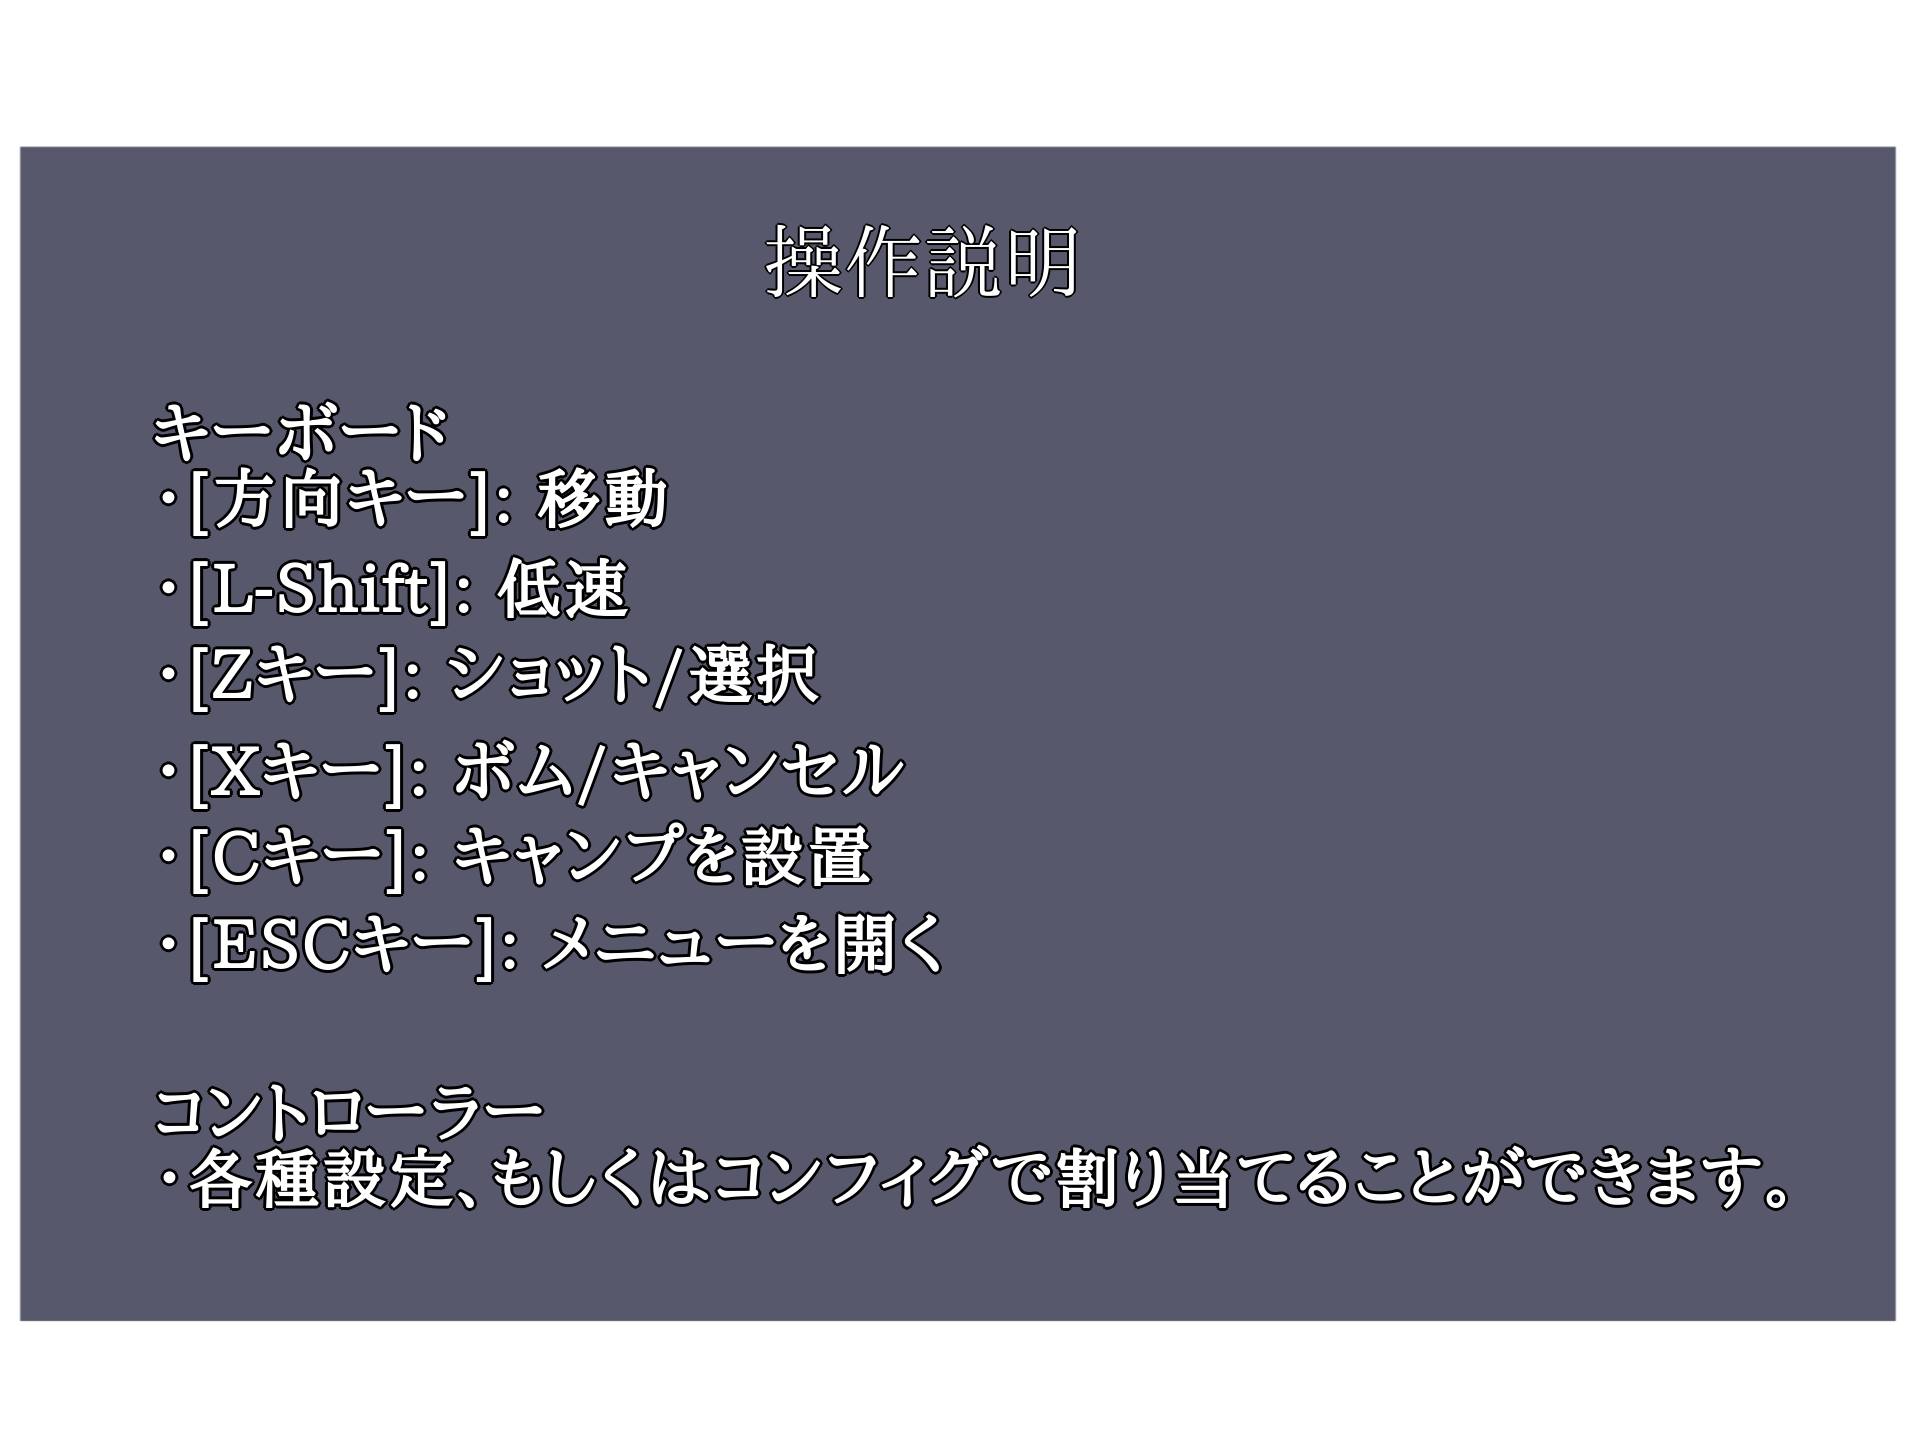 操作説明
キーボード
・[方向キー]: 移動
・[L-Shift]: 低速
・[Zキー]: ショット/選択
・[Xキー]: ボム/キャンセル
・[Cキー]: キャンプを設置
・[ESCキー]: メニューを開く
コントローラー
・各種設定、もしくはコンフィグで割り当てることができます。